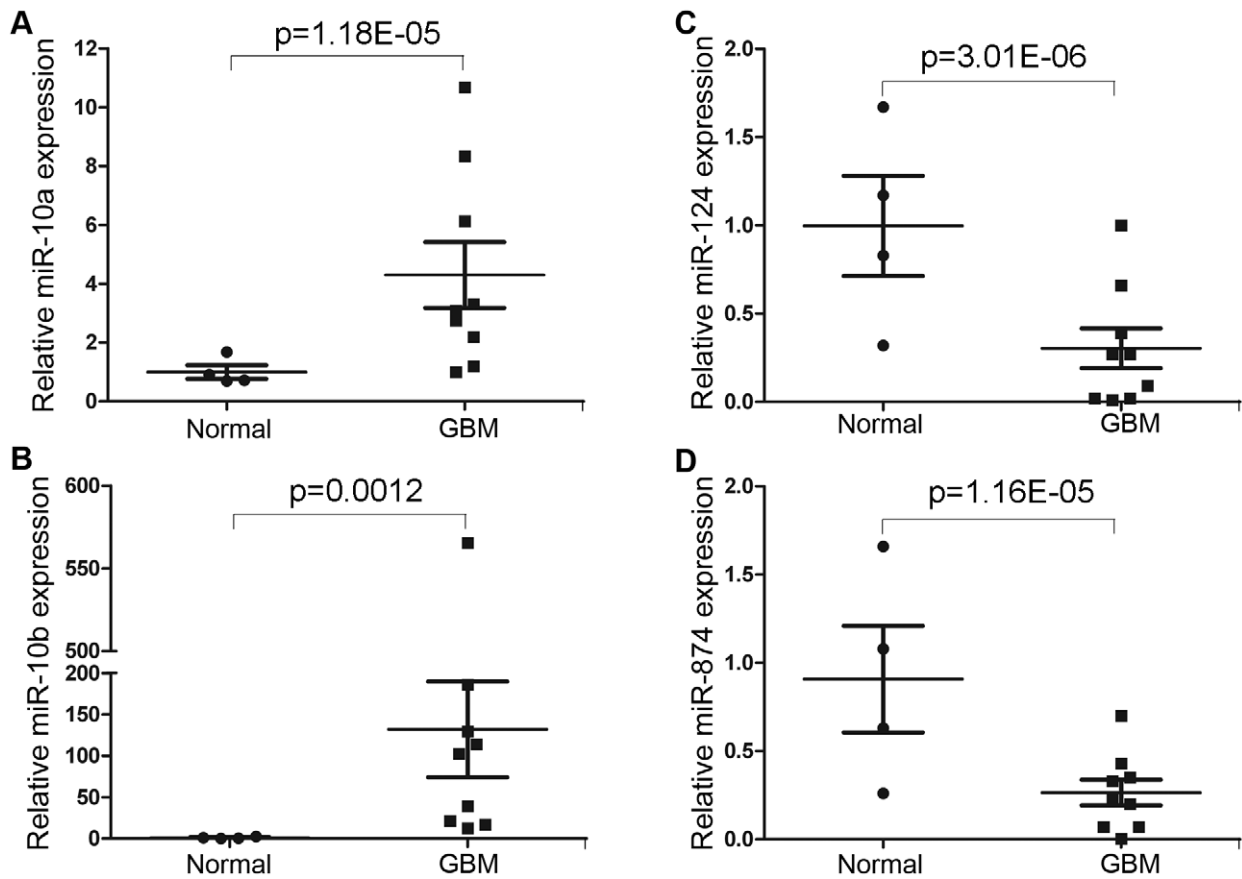 A
p=1.18E-05
Relative miR-10a expression
12
10
8
6
4
2
0
Normal
GBM
B
p=0.0012
Relative miR-10b expression
600
550
500
200
150
100
50
0
Normal
GBM
C
p=3.01E-06
Relative miR-124 expression
2.0
1.5
1.0
0.5
0.0
Normal
GBM
D
p=1.16E-05
Relative miR-874 expression
2.0
1.5
1.0
0.5
0.0
Normal
GBM